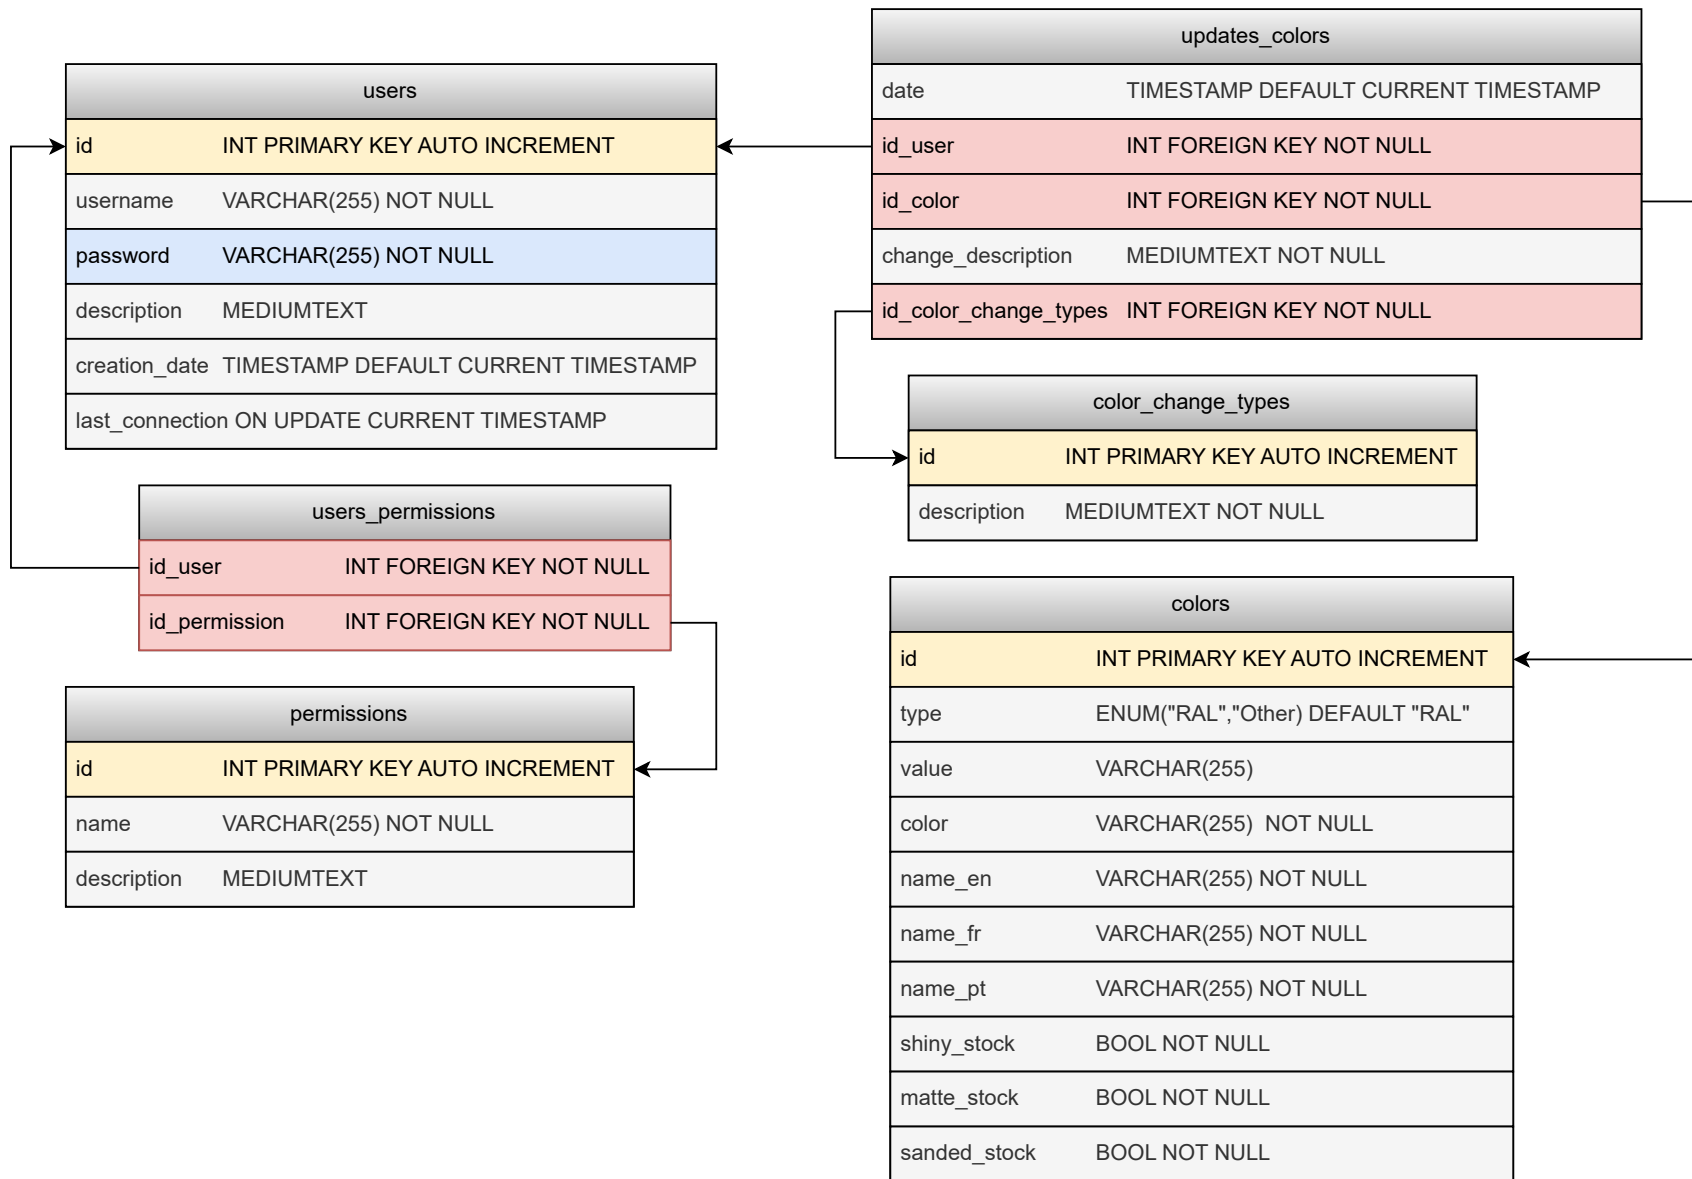 users
id INT PRIMARY KEY AUTO INCREMENT
username VARCHAR(255) NOT NULL
password VARCHAR(255) NOT NULL
description MEDIUMTEXT
creation_date TIMESTAMP DEFAULT CURRENT TIMESTAMP
last_connection ON UPDATE CURRENT TIMESTAMP
users_permissions
id_user INT FOREIGN KEY NOT NULL
id_permission INT FOREIGN KEY NOT NULL
permissions
id INT PRIMARY KEY AUTO INCREMENT
name VARCHAR(255) NOT NULL
description MEDIUMTEXT
updates_colors
date TIMESTAMP DEFAULT CURRENT TIMESTAMP
id_user INT FOREIGN KEY NOT NULL
id_color INT FOREIGN KEY NOT NULL
change_description MEDIUMTEXT NOT NULL
id_color_change_types INT FOREIGN KEY NOT NULL
color_change_types
id INT PRIMARY KEY AUTO INCREMENT
description MEDIUMTEXT NOT NULL
colors
id INT PRIMARY KEY AUTO INCREMENT
type ENUM("RAL","Other) DEFAULT "RAL"
value VARCHAR(255)
color VARCHAR(255) NOT NULL
name_en VARCHAR(255) NOT NULL
name_fr VARCHAR(255) NOT NULL
name_pt VARCHAR(255) NOT NULL
shiny_stock BOOL NOT NULL
matte_stock BOOL NOT NULL
sanded_stock BOOL NOT NULL